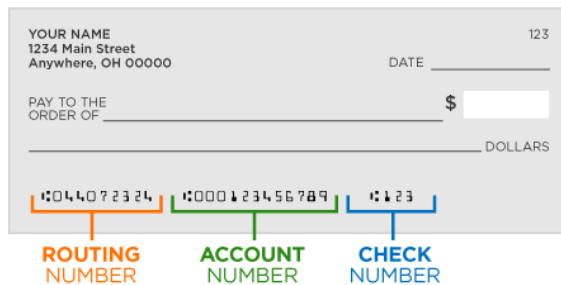 YOUR NAME
123
1234 Main Street
Anywhere, OH 00000
DATE
PAY TO THE
ORDER OF
$
DOLLARS
⑆044072324
⑆000123456789
⑆123
ROUTING
NUMBER
ACCOUNT
NUMBER
CHECK
NUMBER